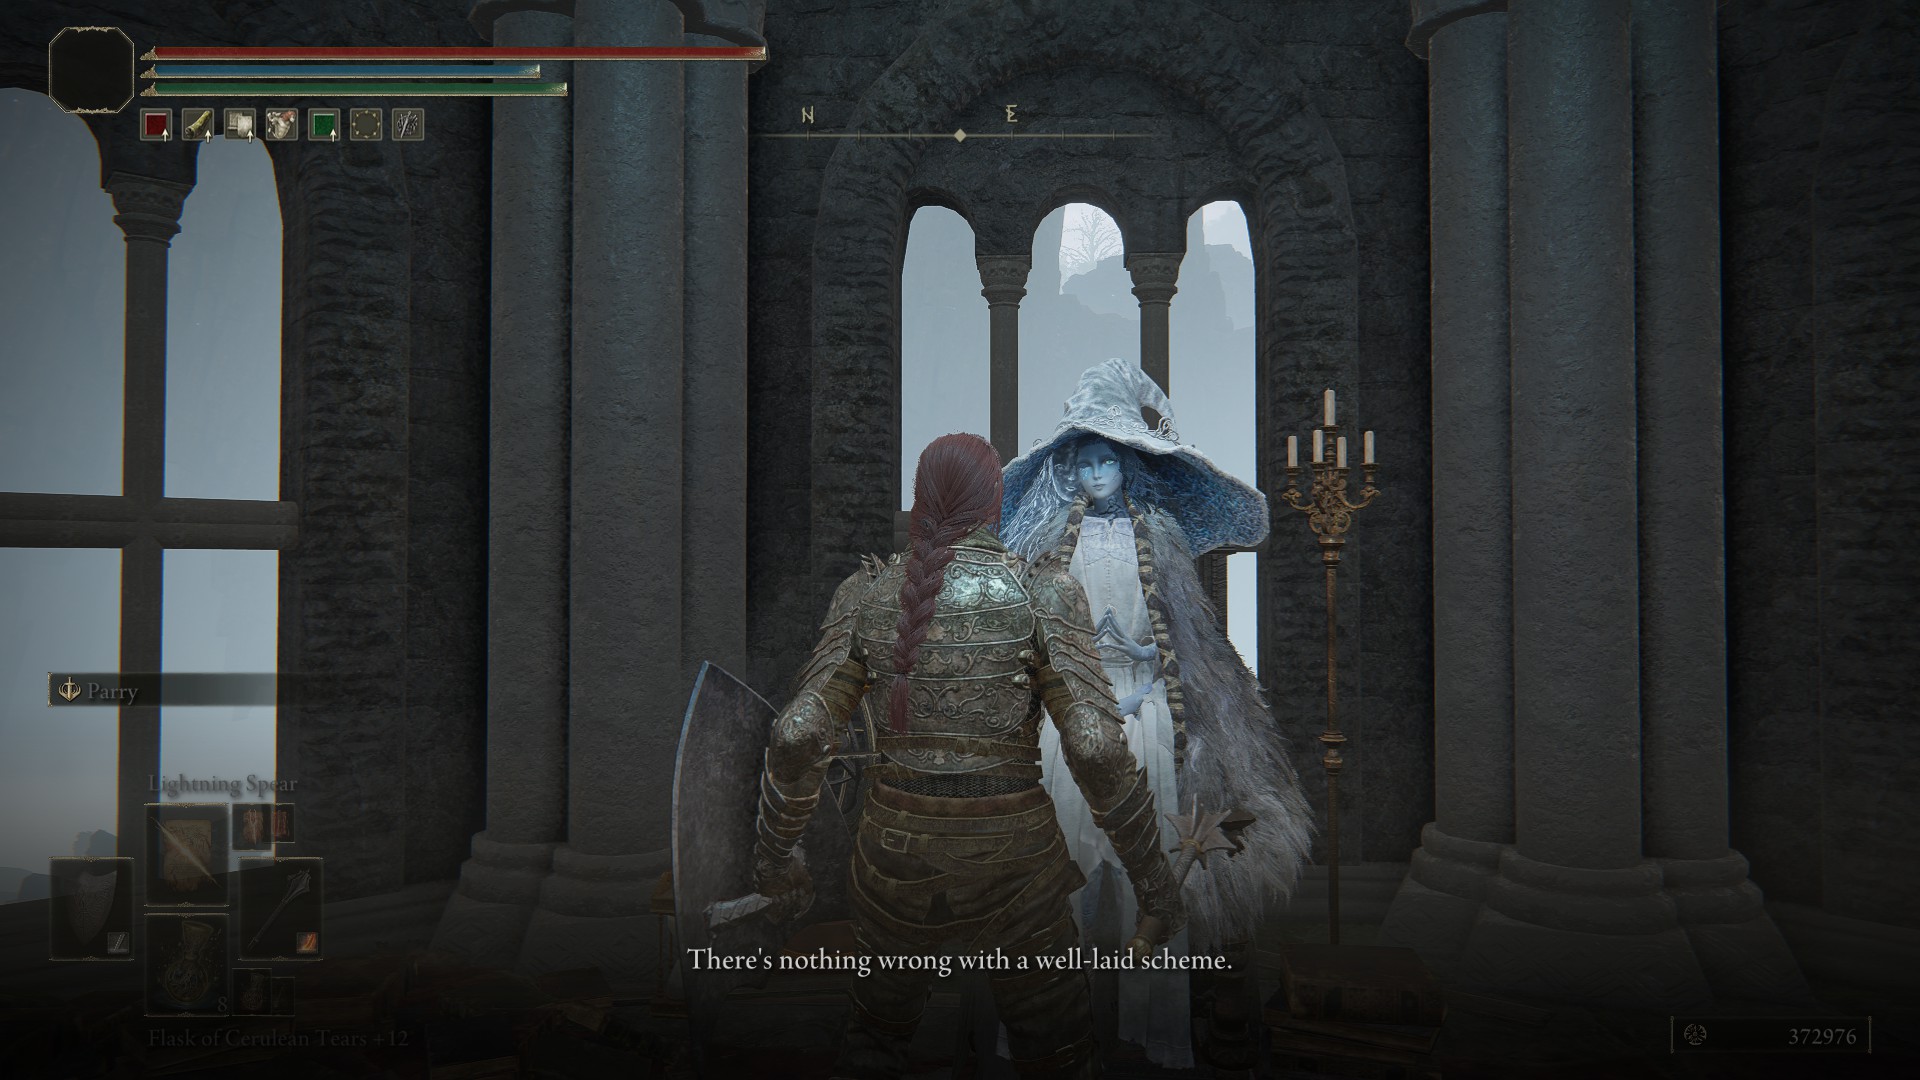 N
E
Parry
Lightning Spear
8
Flask of Cerulean Tears +12
There's nothing wrong with a well-laid scheme.
372976